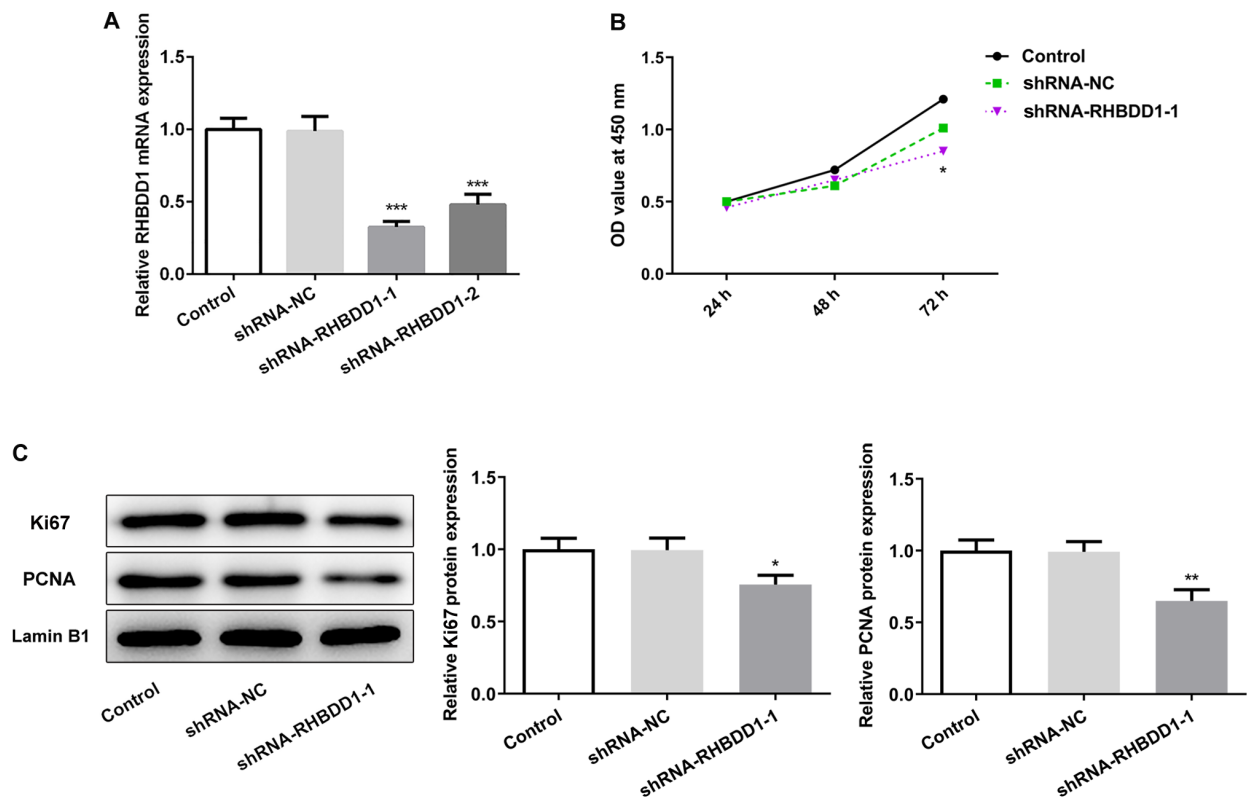 A
Relative RHBDD1 mRNA expression
1.5
1.0
0.5
0.0
***
***
Control
shRNA-NC
shRNA-RHBDD1-1
shRNA-RHBDD1-2
B
OD value at 450 nm
1.5
1.0
0.5
0.0
*
24 h
48 h
72 h
Control
shRNA-NC
shRNA-RHBDD1-1
C
Ki67
PCNA
Lamin B1
Control
shRNA-NC
shRNA-RHBDD1-1
Relative Ki67 protein expression
1.5
1.0
0.5
0.0
*
Control
shRNA-NC
shRNA-RHBDD1-1
Relative PCNA protein expression
1.5
1.0
0.5
0.0
**
Control
shRNA-NC
shRNA-RHBDD1-1